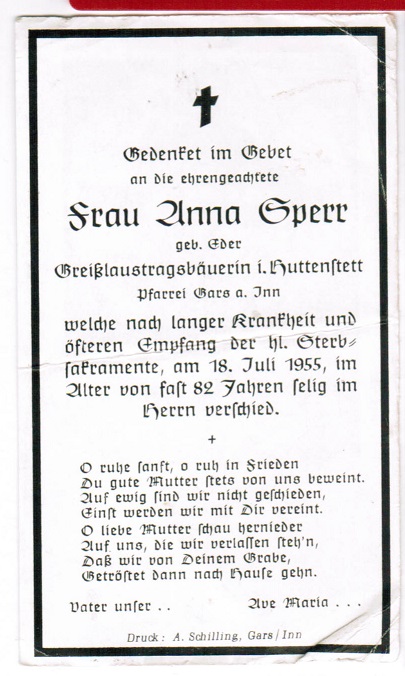 Gedenket im Gebet
an die ehrengeachtete
Frau Anna Sperr
geb. Eder
Greißlaustragsbäuerin i. Huttenstett
Pfarrei Gars a. Inn
welche nach langer Krankheit und
öfteren Empfang der hl. Sterb-
sakramente, am 18. Juli 1955, im
Alter von fast 82 Jahren selig im
Herrn verschied.
O ruhe sanft, o ruh in Frieden
Du gute Mutter stets von uns beweint.
Auf ewig sind wir nicht geschieden,
Einst werden wir mit Dir vereint.
O liebe Mutter schau hernieder
Auf uns, die wir verlassen steh'n,
Daß wir von Deinem Grabe,
Getröstet dann nach Hause gehn.
Vater unser . . Ave Maria . . .
Druck: A. Schilling, Gars/Inn